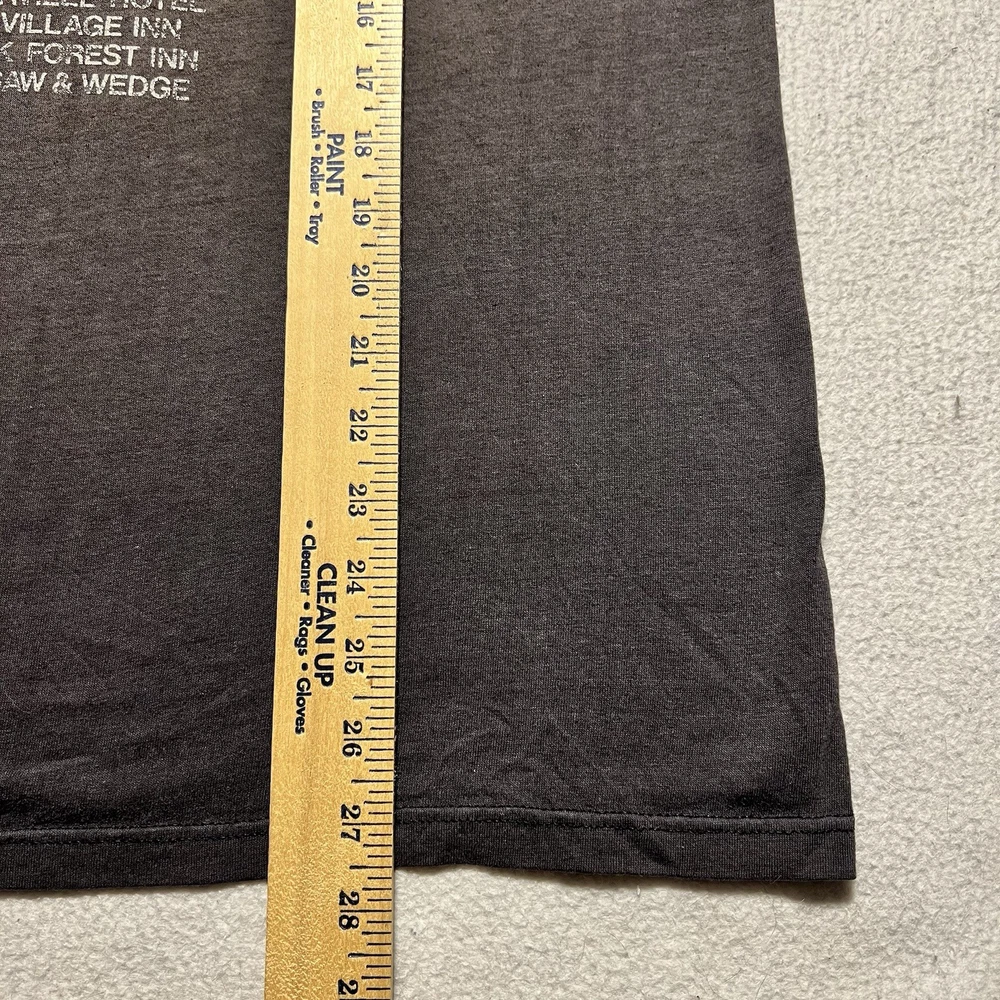 HOTEL
VILLAGE INN
FOREST INN
& WEDGE
16
17
PAINT
• Brush • Roller • Tray
18
19
20
21
22
23
CLEAN UP
• Cleaner • Rags • Gloves
24
25
26
27
28